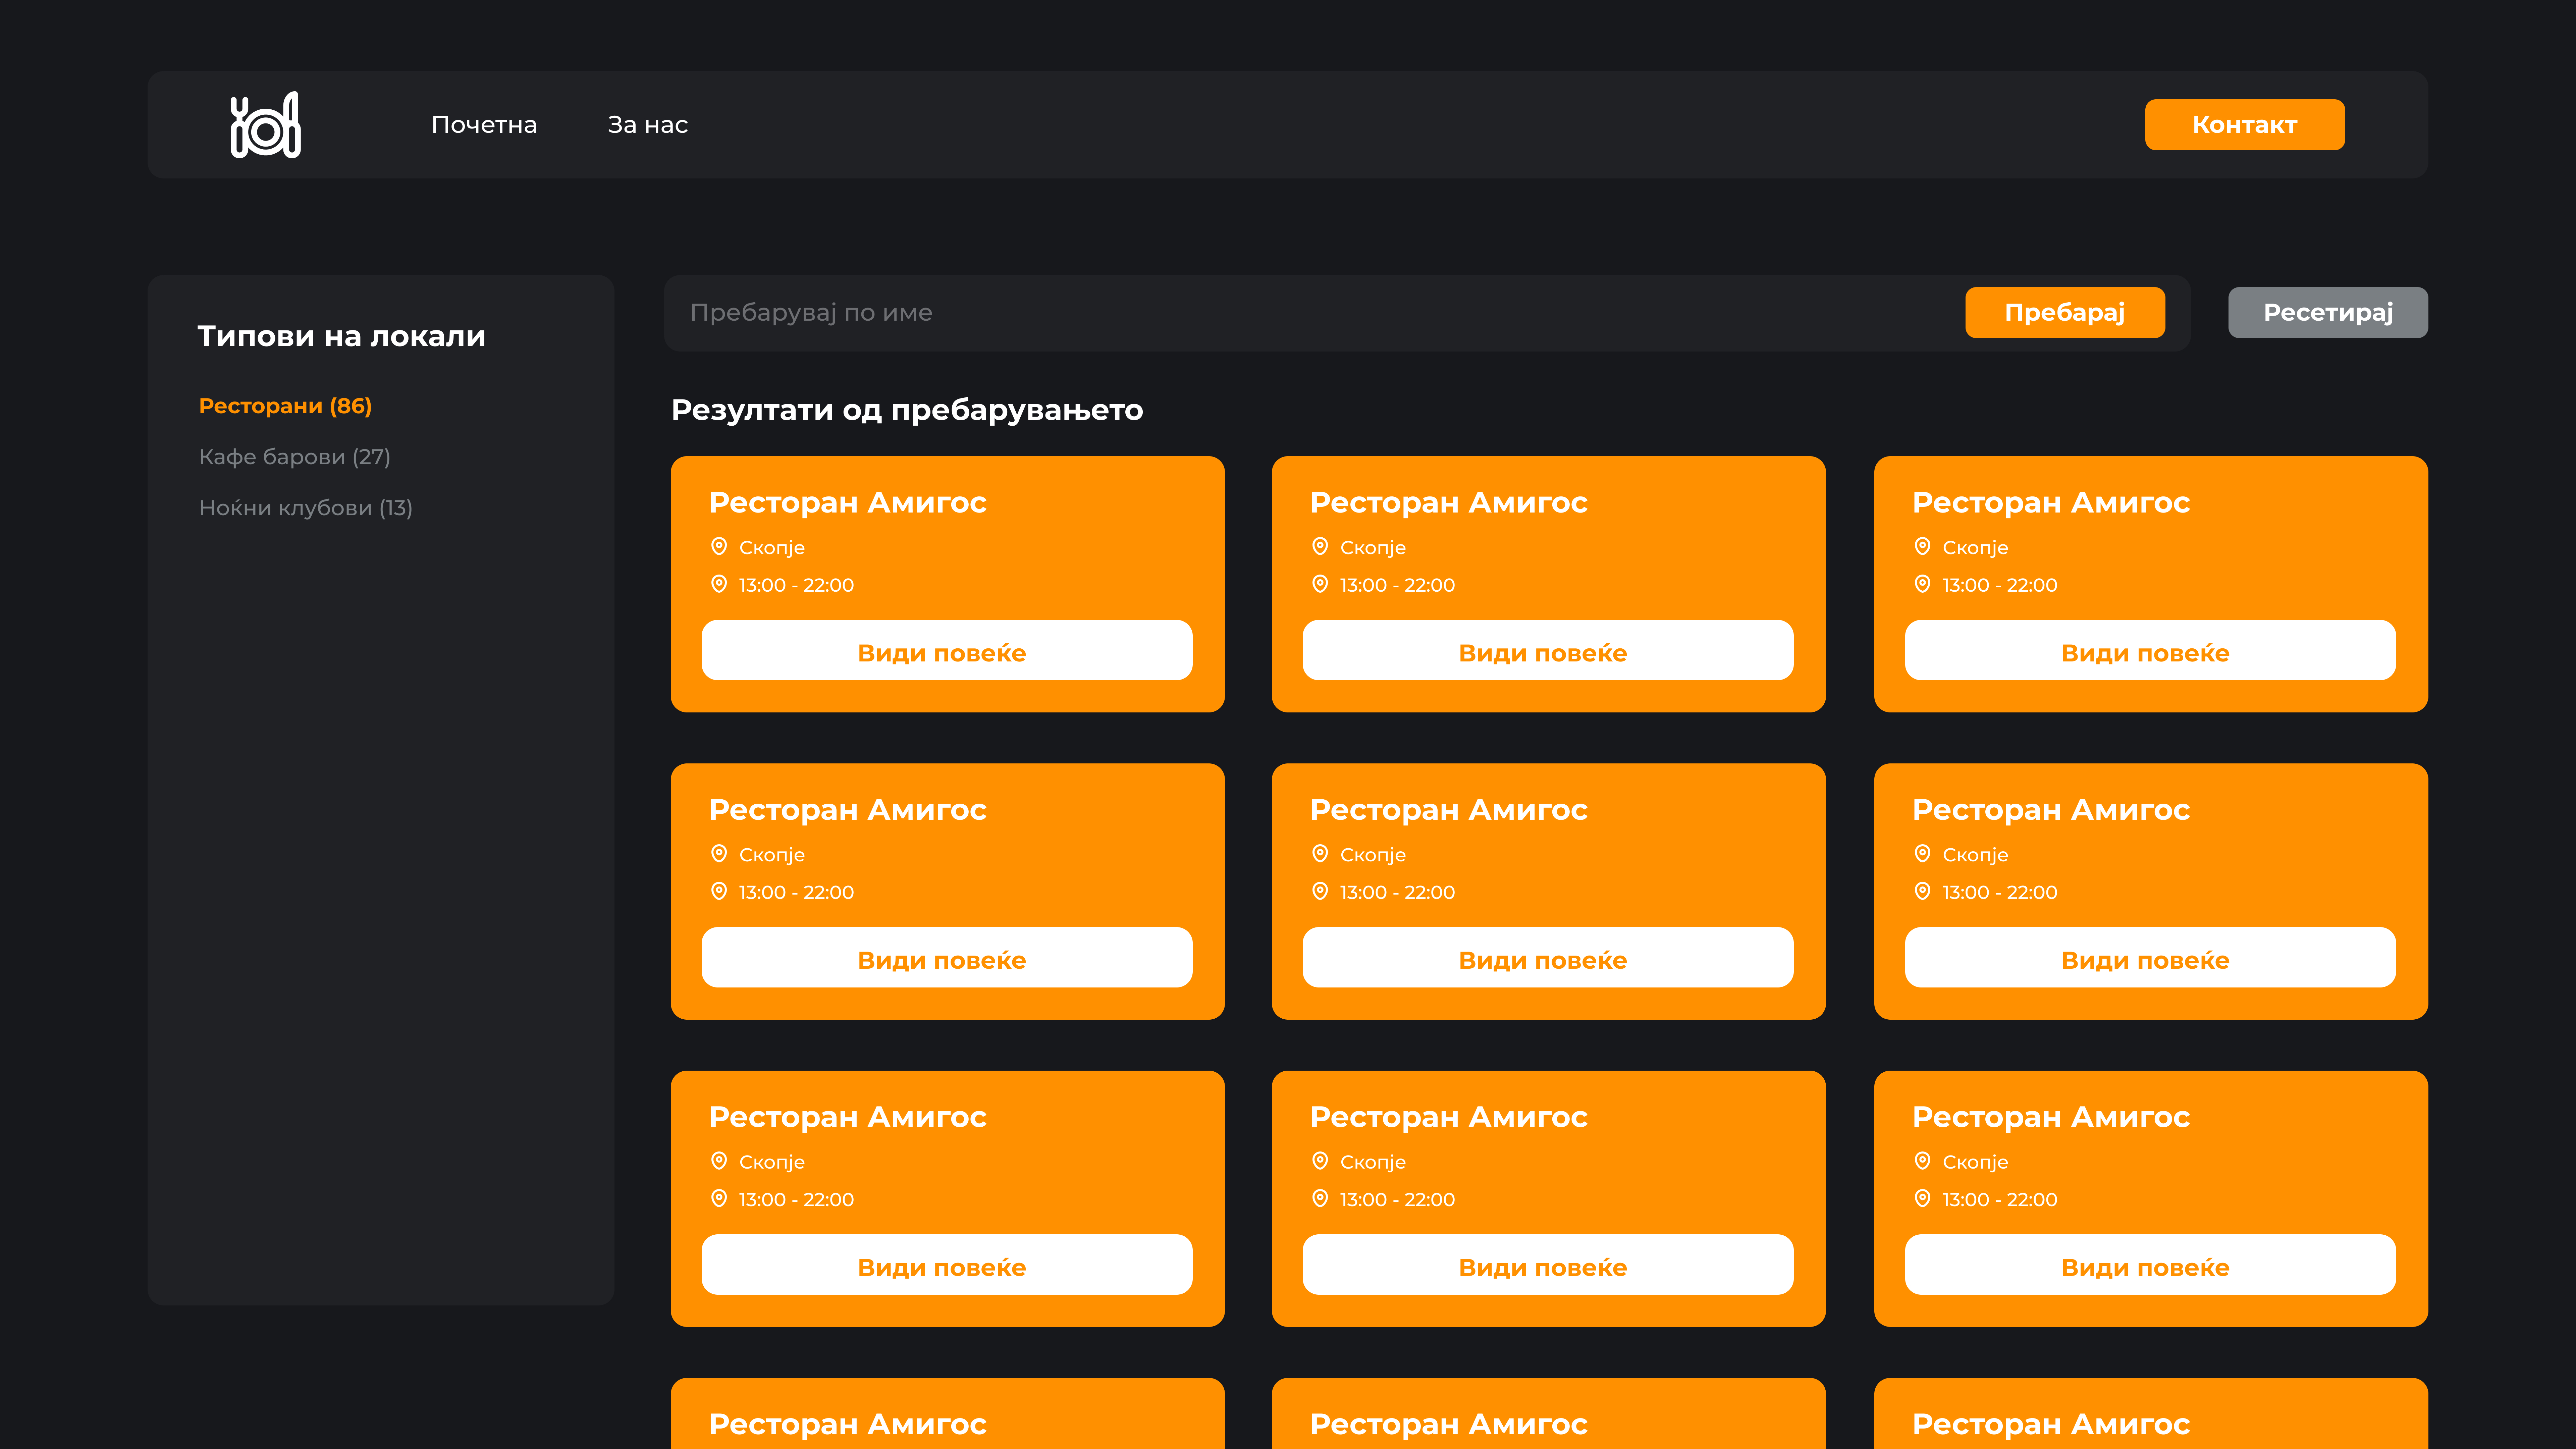 Почетна
За нас
Контакт
Типови на локали
Ресторани (86)
Кафе барови (27)
Ноќни клубови (13)
Пребарувај по име
Пребарај
Ресетирај
Резултати од пребарувањето
Ресторан Амигос
Скопје
13:00 - 22:00
Види повеќе
Ресторан Амигос
Скопје
13:00 - 22:00
Види повеќе
Ресторан Амигос
Скопје
13:00 - 22:00
Види повеќе
Ресторан Амигос
Скопје
13:00 - 22:00
Види повеќе
Ресторан Амигос
Скопје
13:00 - 22:00
Види повеќе
Ресторан Амигос
Скопје
13:00 - 22:00
Види повеќе
Ресторан Амигос
Скопје
13:00 - 22:00
Види повеќе
Ресторан Амигос
Скопје
13:00 - 22:00
Види повеќе
Ресторан Амигос
Скопје
13:00 - 22:00
Види повеќе
Ресторан Амигос
Ресторан Амигос
Ресторан Амигос